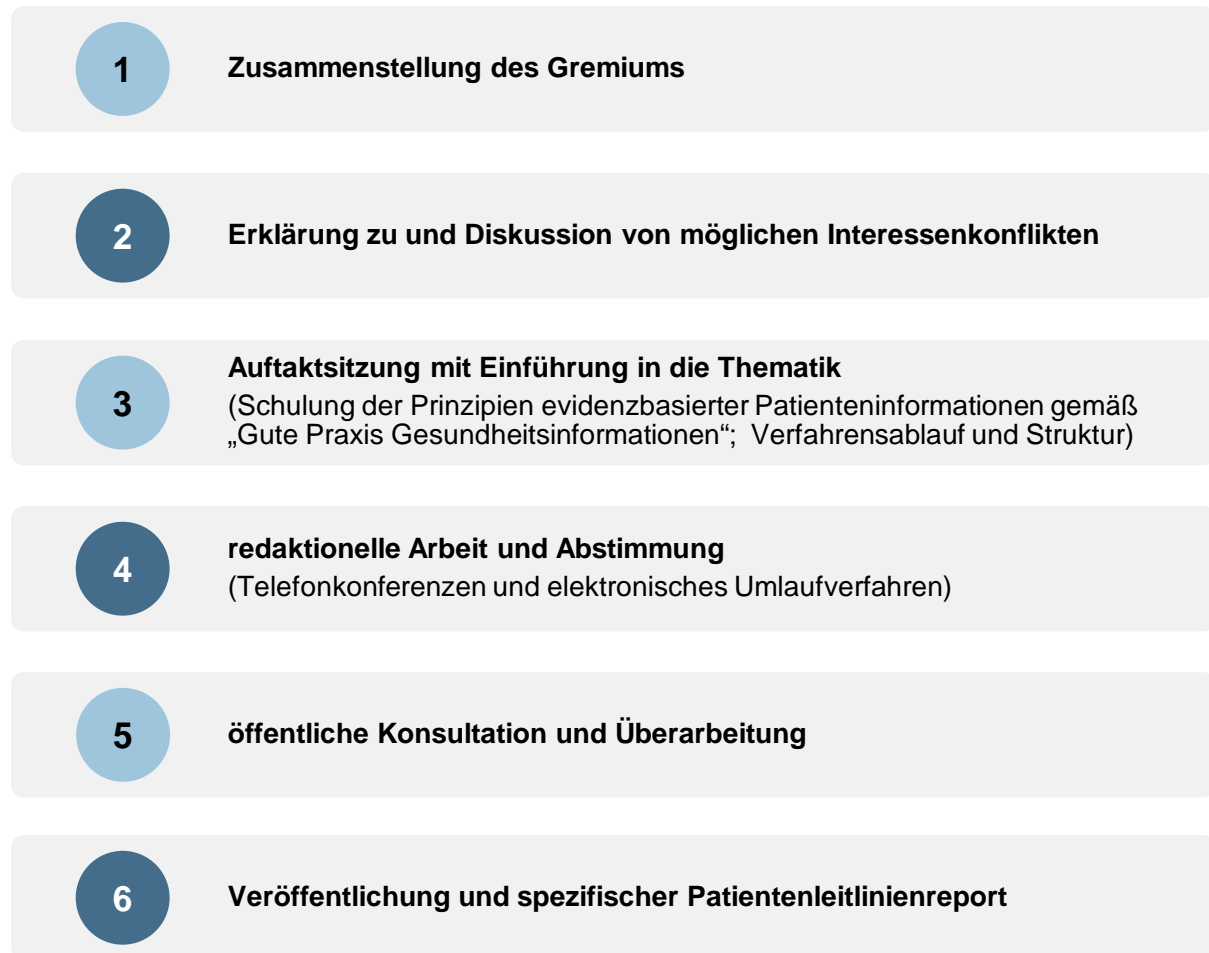 1
Zusammenstellung des Gremiums
2
Erklärung zu und Diskussion von möglichen Interessenkonflikten
3
Auftaktsitzung mit Einführung in die Thematik
(Schulung der Prinzipien evidenzbasierter Patienteninformationen gemäß
„Gute Praxis Gesundheitsinformationen“; Verfahrensablauf und Struktur)
4
redaktionelle Arbeit und Abstimmung
(Telefonkonferenzen und elektronisches Umlaufverfahren)
5
öffentliche Konsultation und Überarbeitung
6
Veröffentlichung und spezifischer Patientenleitlinienreport